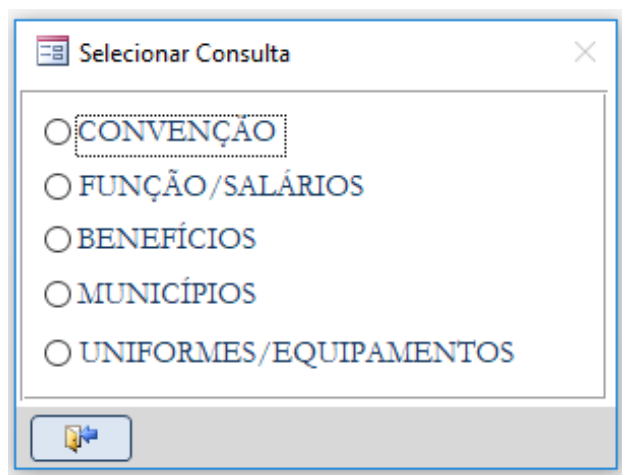 Selecionar Consulta
CONVENÇÃO
FUNÇÃO/SALÁRIOS
BENEFÍCIOS
MUNICÍPIOS
UNIFORMES/EQUIPAMENTOS